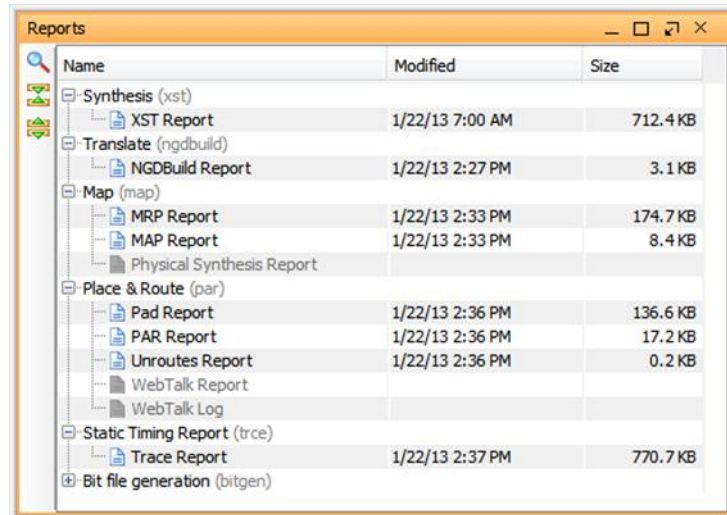 Reports
Name Modified Size
Synthesis (xst)
XST Report 1/22/13 7:00 AM 712.4 KB
Translate (ngdbuild)
NGDBuild Report 1/22/13 2:27 PM 3.1 KB
Map (map)
MRP Report 1/22/13 2:33 PM 174.7 KB
MAP Report 1/22/13 2:33 PM 8.4 KB
Physical Synthesis Report
Place & Route (par)
Pad Report 1/22/13 2:36 PM 136.6 KB
PAR Report 1/22/13 2:36 PM 17.2 KB
Unroutes Report 1/22/13 2:36 PM 0.2 KB
WebTalk Report
WebTalk Log
Static Timing Report (trce)
Trace Report 1/22/13 2:37 PM 770.7 KB
Bit file generation (bitgen)